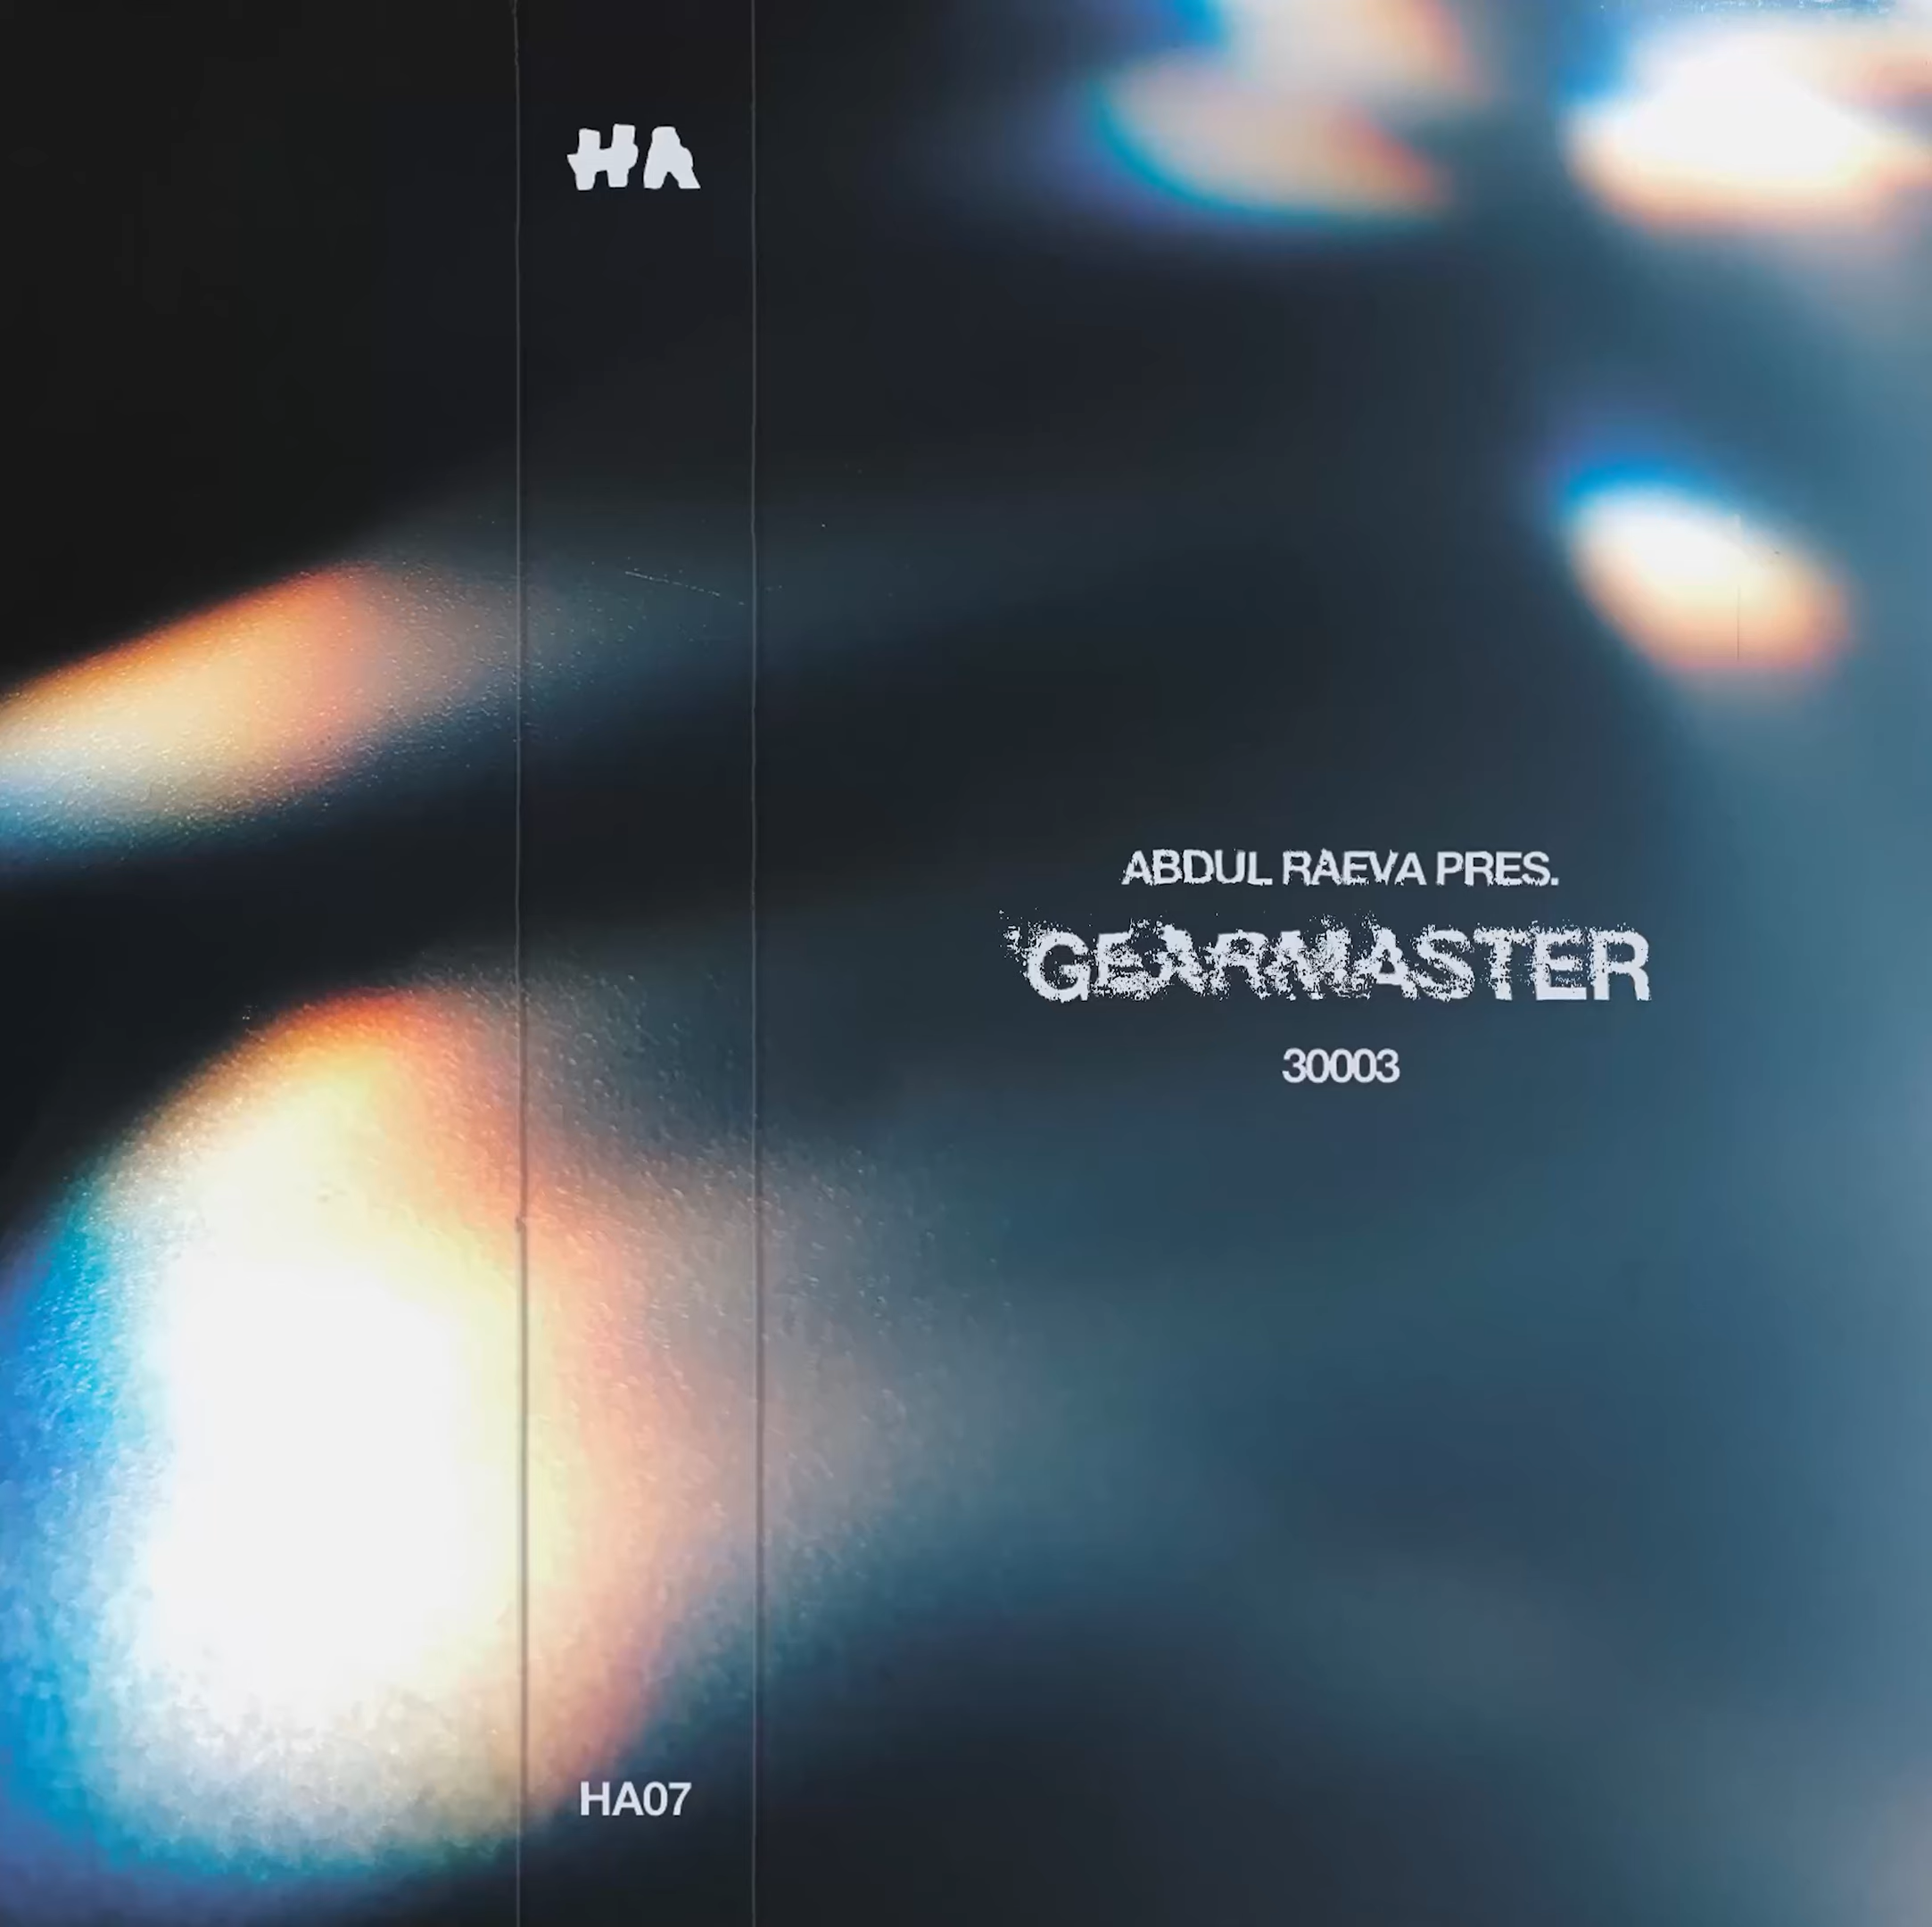 HA
ABDUL RAEVA PRES.
GEARMASTER
30003
HA07